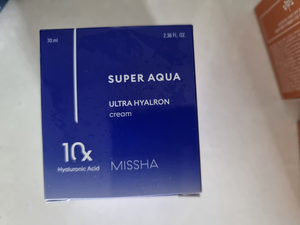 70 ml 2.36 FL. OZ
SUPER AQUA
ULTRA HYALRON
cream
10x
Hyaluronic Acid
MISSHA